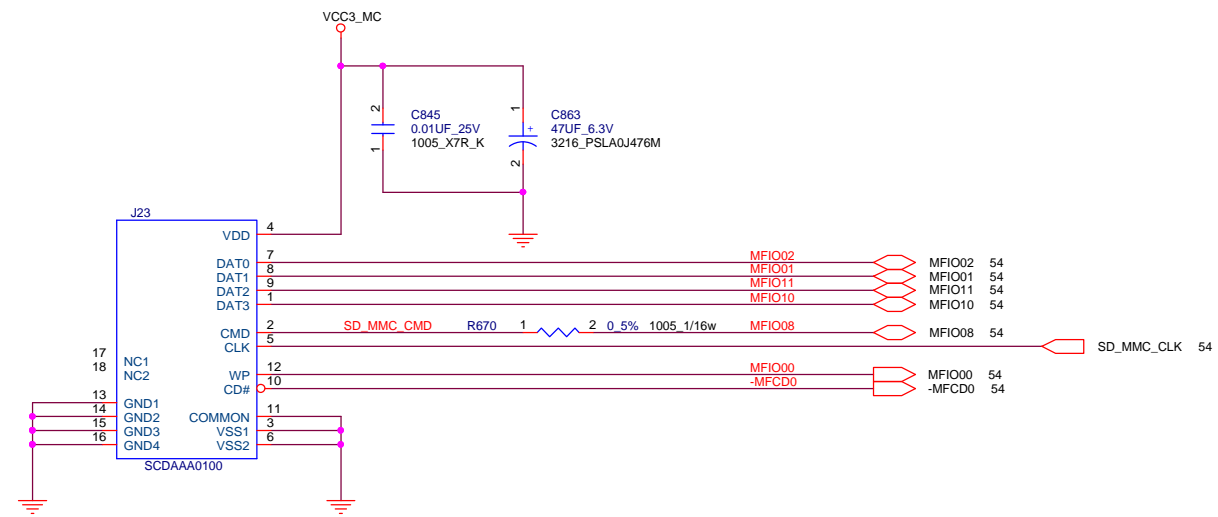 VCC3_MC
2
1
C845
0.01UF_25V
1005_X7R_K
1
+
2
C863
47UF_6.3V
3216_PSLA0J476M
J23
VDD 4
DAT0 7 MFIO02 MFIO02 54
DAT1 8 MFIO01 MFIO01 54
DAT2 9 MFIO11 MFIO11 54
DAT3 1 MFIO10 MFIO10 54
CMD 2 SD_MMC_CMD R670 1 2 0_5% 1005_1/16w MFIO08 MFIO08 54
CLK 5 SD_MMC_CLK 54
17 NC1
18 NC2
WP 12 MFIO00 MFIO00 54
CD# 10 -MFCD0 -MFCD0 54
13 GND1
14 GND2 COMMON 11
15 GND3 VSS1 3
16 GND4 VSS2 6
SCDAAA0100